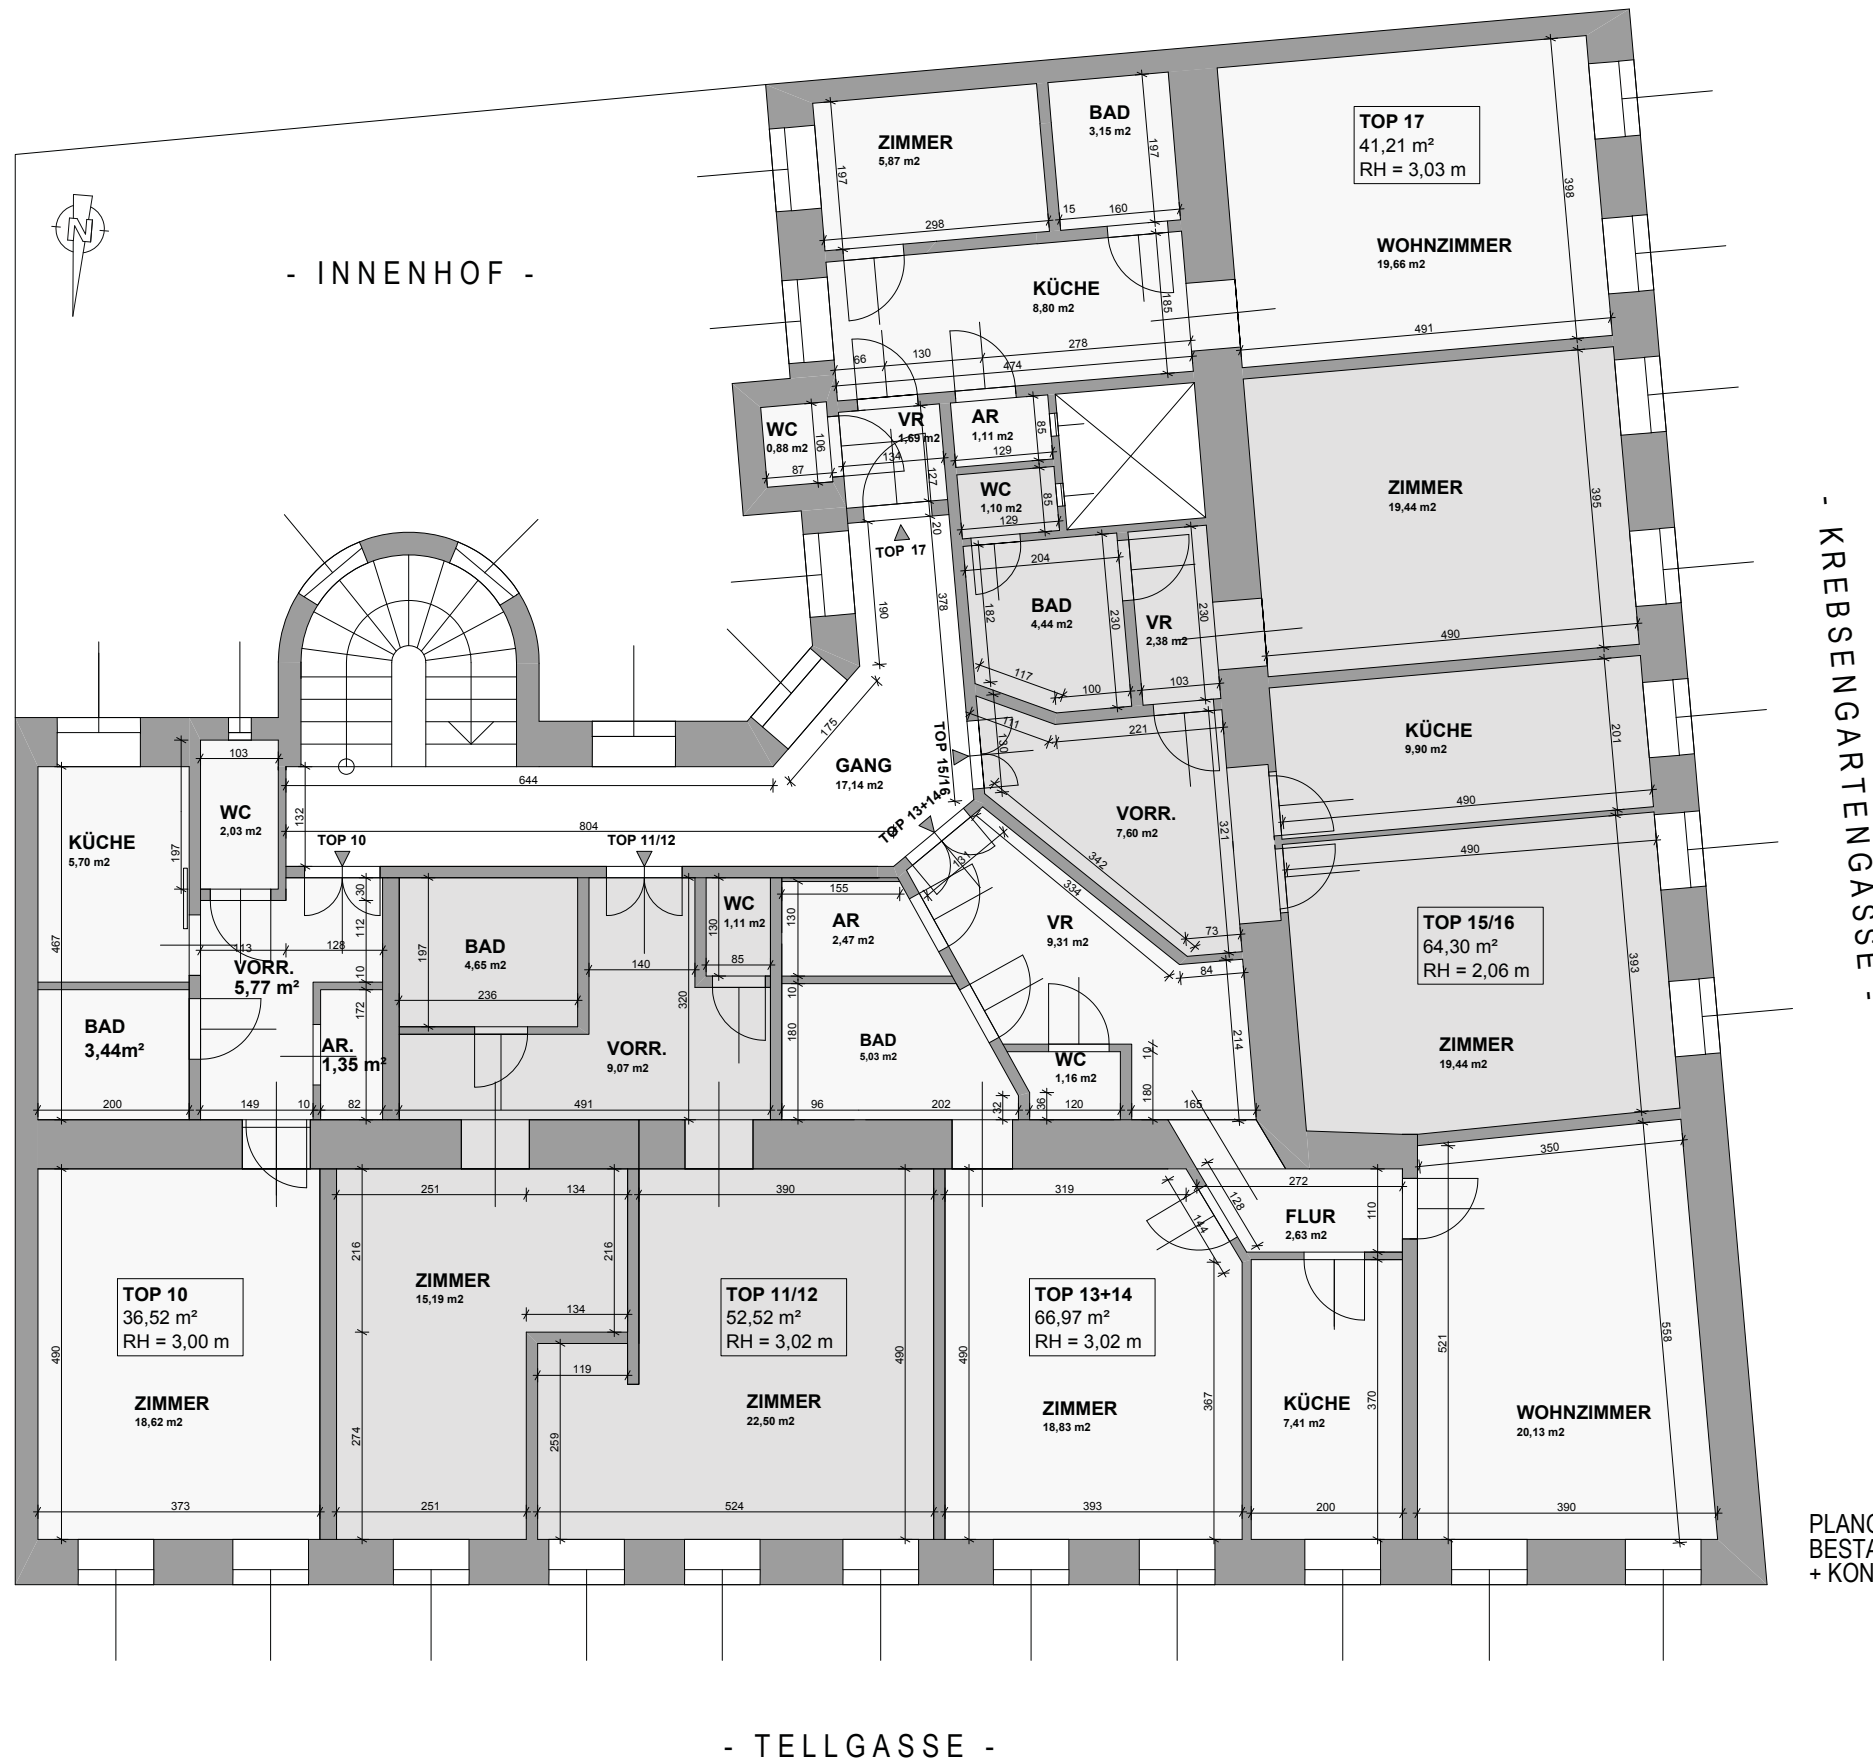 ZIMMER
5,87 m2
BAD
3,15 m2
TOP 17
41,21 m²
RH = 3,03 m
197
197
398
298
15
160
N
- INNENHOF -
WOHNZIMMER
19,66 m2
KÜCHE
8,80 m2
185
491
66
130
278
474
WC
0,88 m2
106
87
VR
1,69 m2
134
127
AR
1,11 m2
85
129
WC
1,10 m2
85
129
20
TOP 17
190
378
204
182
BAD
4,44 m2
230
117
100
VR
2,38 m2
230
103
ZIMMER
19,44 m2
395
490
- KREBSENGARTENGASSE -
175
GANG
17,14 m2
TOP 15/16
111
130
221
KÜCHE
9,90 m2
201
490
VORR.
7,60 m2
321
342
73
103
WC
2,03 m2
132
197
644
804
TOP 10
TOP 11/12
TOP 13+14
KÜCHE
5,70 m2
467
30
112
113
128
10
172
VORR.
5,77 m²
BAD
3,44m²
AR.
1,35 m²
200
149
10
82
BAD
4,65 m2
197
236
140
WC
1,11 m2
130
85
320
VORR.
9,07 m2
491
155
130
AR
2,47 m2
10
180
BAD
5,03 m2
96
202
32
36
131
334
VR
9,31 m2
84
WC
1,16 m2
120
10
180
165
214
490
TOP 15/16
64,30 m²
RH = 2,06 m
393
ZIMMER
19,44 m2
350
272
128
144
FLUR
2,63 m2
110
251
134
390
319
216
216
490
TOP 10
36,52 m²
RH = 3,00 m
ZIMMER
18,62 m2
373
ZIMMER
15,19 m2
134
119
274
259
251
TOP 11/12
52,52 m²
RH = 3,02 m
ZIMMER
22,50 m2
490
524
490
TOP 13+14
66,97 m²
RH = 3,02 m
ZIMMER
18,83 m2
367
393
KÜCHE
7,41 m2
370
200
521
558
WOHNZIMMER
20,13 m2
390
PLANG
BESTA
+ KON
- TELLGASSE -